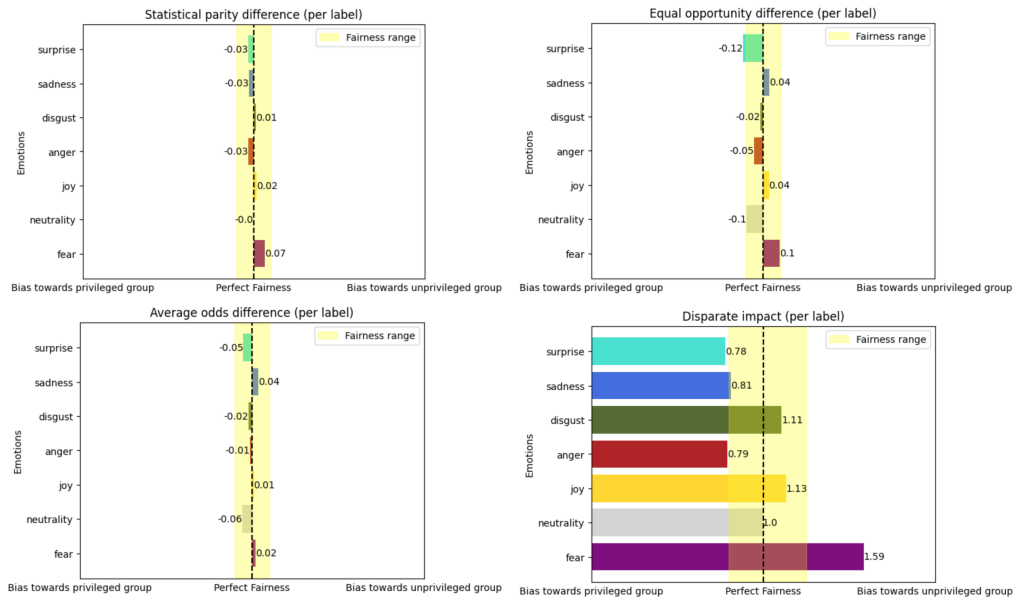 Statistical parity difference (per label)
Fairness range
Emotions
surprise -0.03
sadness -0.03
disgust 0.01
anger -0.03
joy 0.02
neutrality -0.0
fear 0.07
Bias towards privileged group Perfect Fairness Bias towards unprivileged group
Equal opportunity difference (per label)
Fairness range
Emotions
surprise -0.12
sadness 0.04
disgust -0.02
anger -0.05
joy 0.04
neutrality -0.1
fear 0.1
Bias towards privileged group Perfect Fairness Bias towards unprivileged group
Average odds difference (per label)
Fairness range
Emotions
surprise -0.05
sadness 0.04
disgust -0.02
anger -0.01
joy 0.01
neutrality -0.06
fear 0.02
Bias towards privileged group Perfect Fairness Bias towards unprivileged group
Disparate impact (per label)
Fairness range
Emotions
surprise 0.78
sadness 0.81
disgust 1.11
anger 0.79
joy 1.13
neutrality 1.0
fear 1.59
Bias towards privileged group Perfect Fairness Bias towards unprivileged group